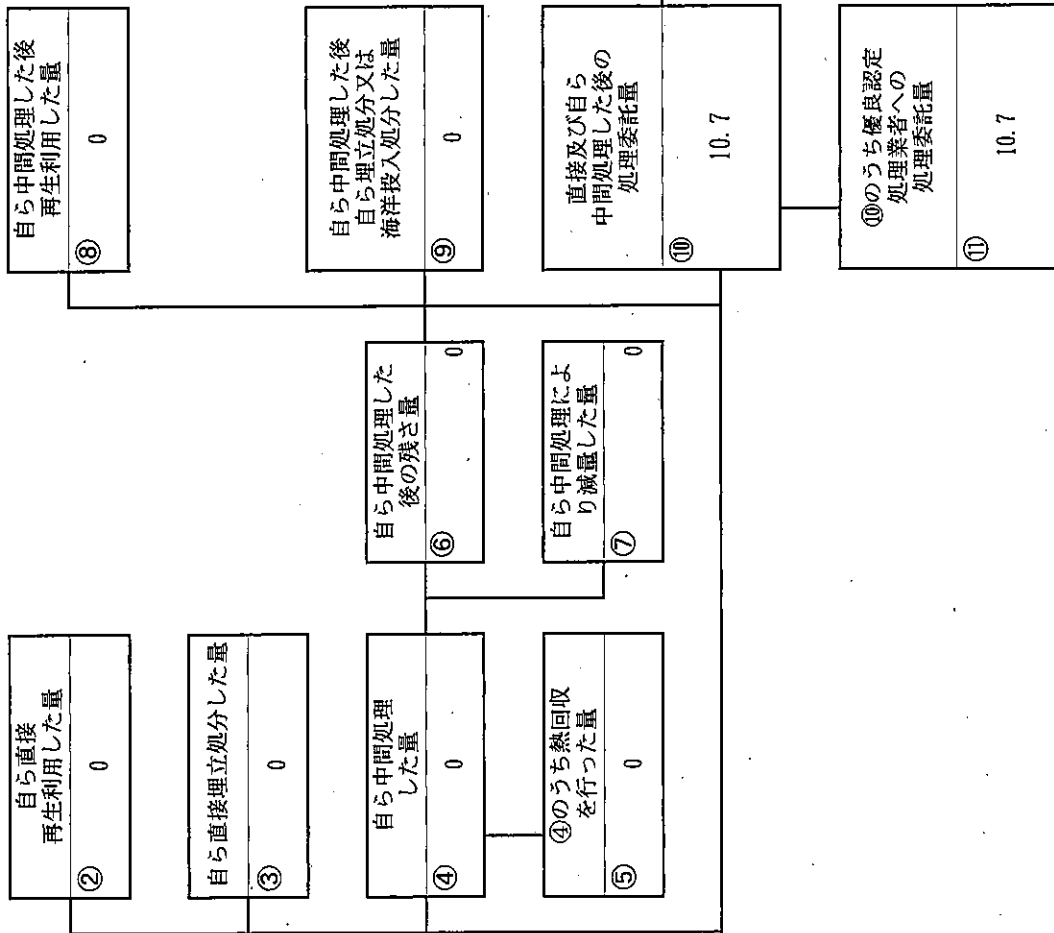 自ら直接
再生利用した量
②
0
自ら直接埋立処分した量
③
0
自ら中間処理
した量
④
0
④のうち熱回収
を行った量
⑤
0
自ら中間処理した
後の残さ量
⑥
0
自ら中間処理によ
り減量した量
⑦
0
自ら中間処理した後
再生利用した量
⑧
0
自ら中間処理した後
自ら埋立処分又は
海洋投入処分した量
⑨
0
直接及び自ら
中間処理した後の
処理委託量
⑩
10.7
⑩のうち優良認定
処理業者への
処理委託量
⑪
10.7